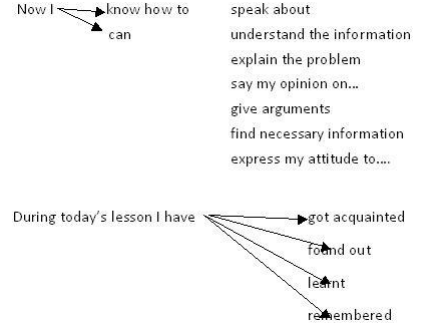 Now I know how to speak about
can understand the information
explain the problem
say my opinion on...
give arguments
find necessary information
express my attitude to....
During today's lesson I have got acquainted
found out
learnt
remembered